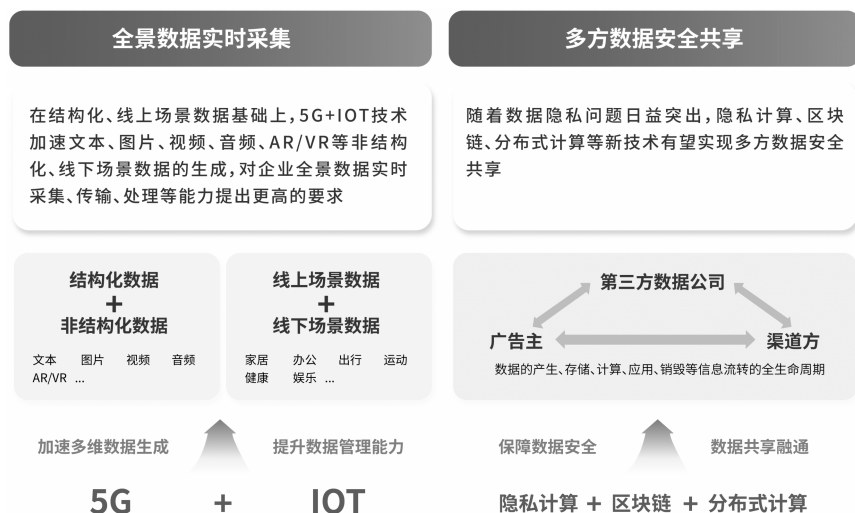 全景数据实时采集
在结构化、线上场景数据基础上,5G+IOT技术
加速文本、图片、视频、音频、AR/VR等非结构
化、线下场景数据的生成,对企业全景数据实时
采集、传输、处理等能力提出更高的要求
结构化数据
+
非结构化数据
文本 图片 视频 音频
AR/VR ...
线上场景数据
+
线下场景数据
家居 办公 出行 运动
健康 娱乐 ...
加速多维数据生成 提升数据管理能力
5G + IOT
多方数据安全共享
随着数据隐私问题日益突出,隐私计算、区块
链、分布式计算等新技术有望实现多方数据安全
共享
第三方数据公司
广告主 渠道方
数据的产生、存储、计算、应用、销毁等信息流转的全生命周期
保障数据安全 数据共享融通
隐私计算 + 区块链 + 分布式计算